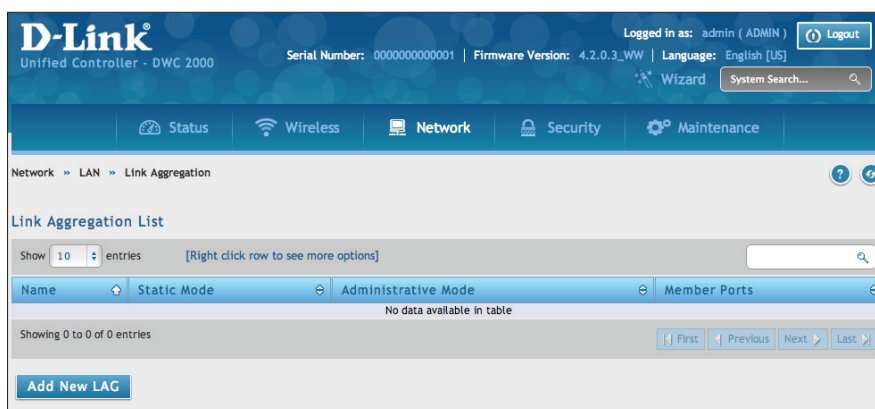 D-Link®
Unified Controller - DWC 2000
Logged in as: admin ( ADMIN )
Logout
Serial Number: 0000000000001 | Firmware Version: 4.2.0.3_WW | Language: English [US]
Wizard
System Search...
Status
Wireless
Network
Security
Maintenance
Network » LAN » Link Aggregation
?
Link Aggregation List
Show 10 entries [Right click row to see more options]
Name Static Mode Administrative Mode Member Ports
No data available in table
Showing 0 to 0 of 0 entries
First Previous Next Last
Add New LAG